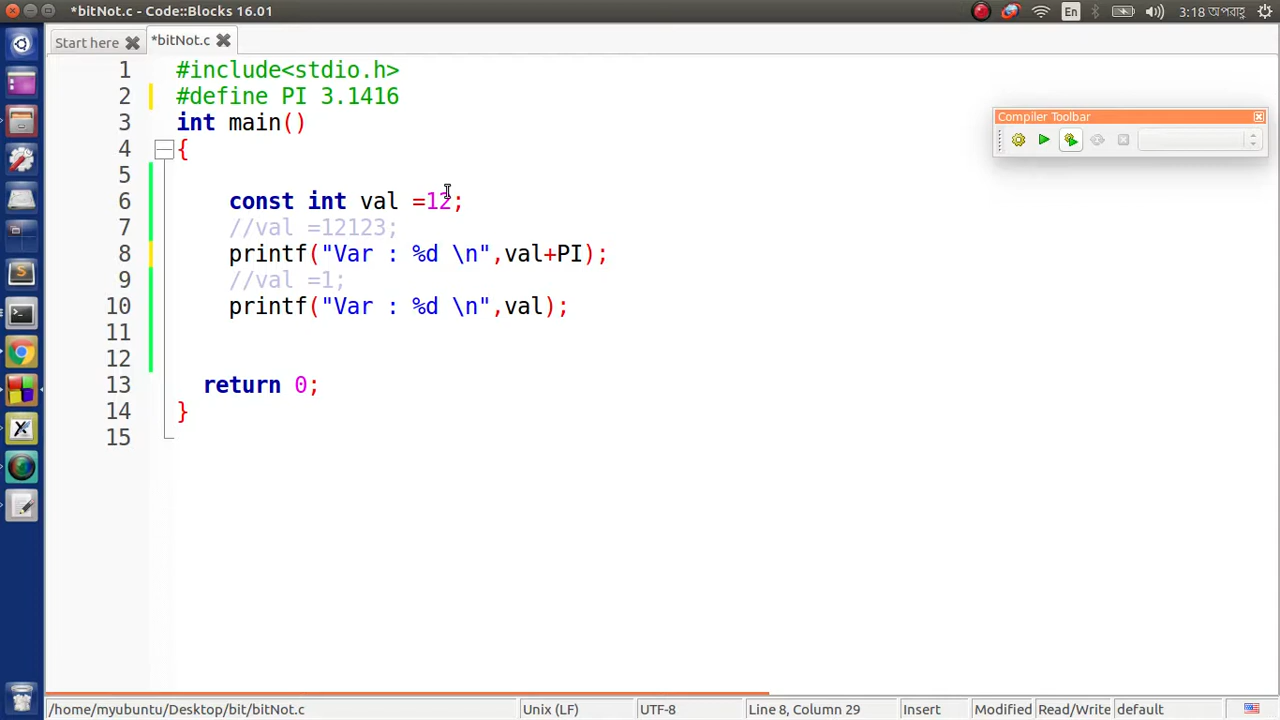 *bitNot.c - Code::Blocks 16.01
En
3:18 অপরাহ্ণ
Start here
*bitNot.c
Compiler Toolbar
1 #include<stdio.h>
2 #define PI 3.1416
3 int main()
4 {
5
6 const int val =12;
7 //val =12123;
8 printf("Var : %d \n",val+PI);
9 //val =1;
10 printf("Var : %d \n",val);
11
12
13 return 0;
14 }
15
/home/myubuntu/Desktop/bit/bitNot.c Unix (LF) UTF-8 Line 8, Column 29 Insert Modified Read/Write default